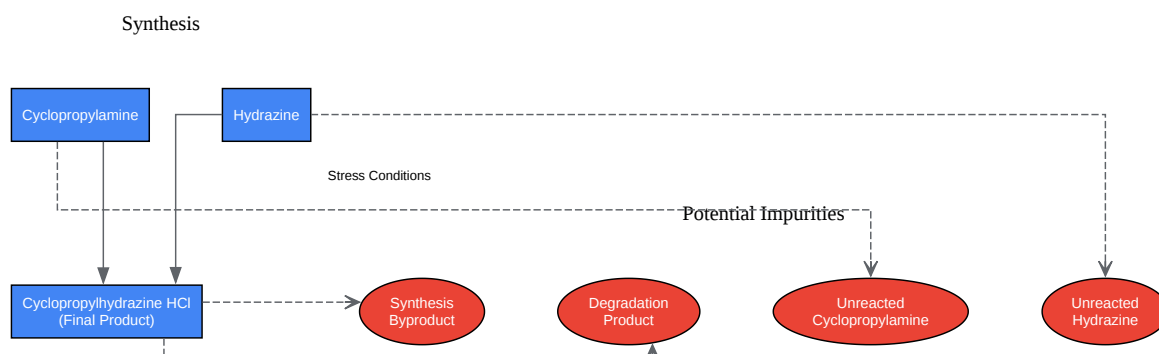 Synthesis
Cyclopropylamine
Hydrazine
Stress Conditions
Potential Impurities
Cyclopropylhydrazine HCl
(Final Product)
Synthesis
Byproduct
Degradation
Product
Unreacted
Cyclopropylamine
Unreacted
Hydrazine